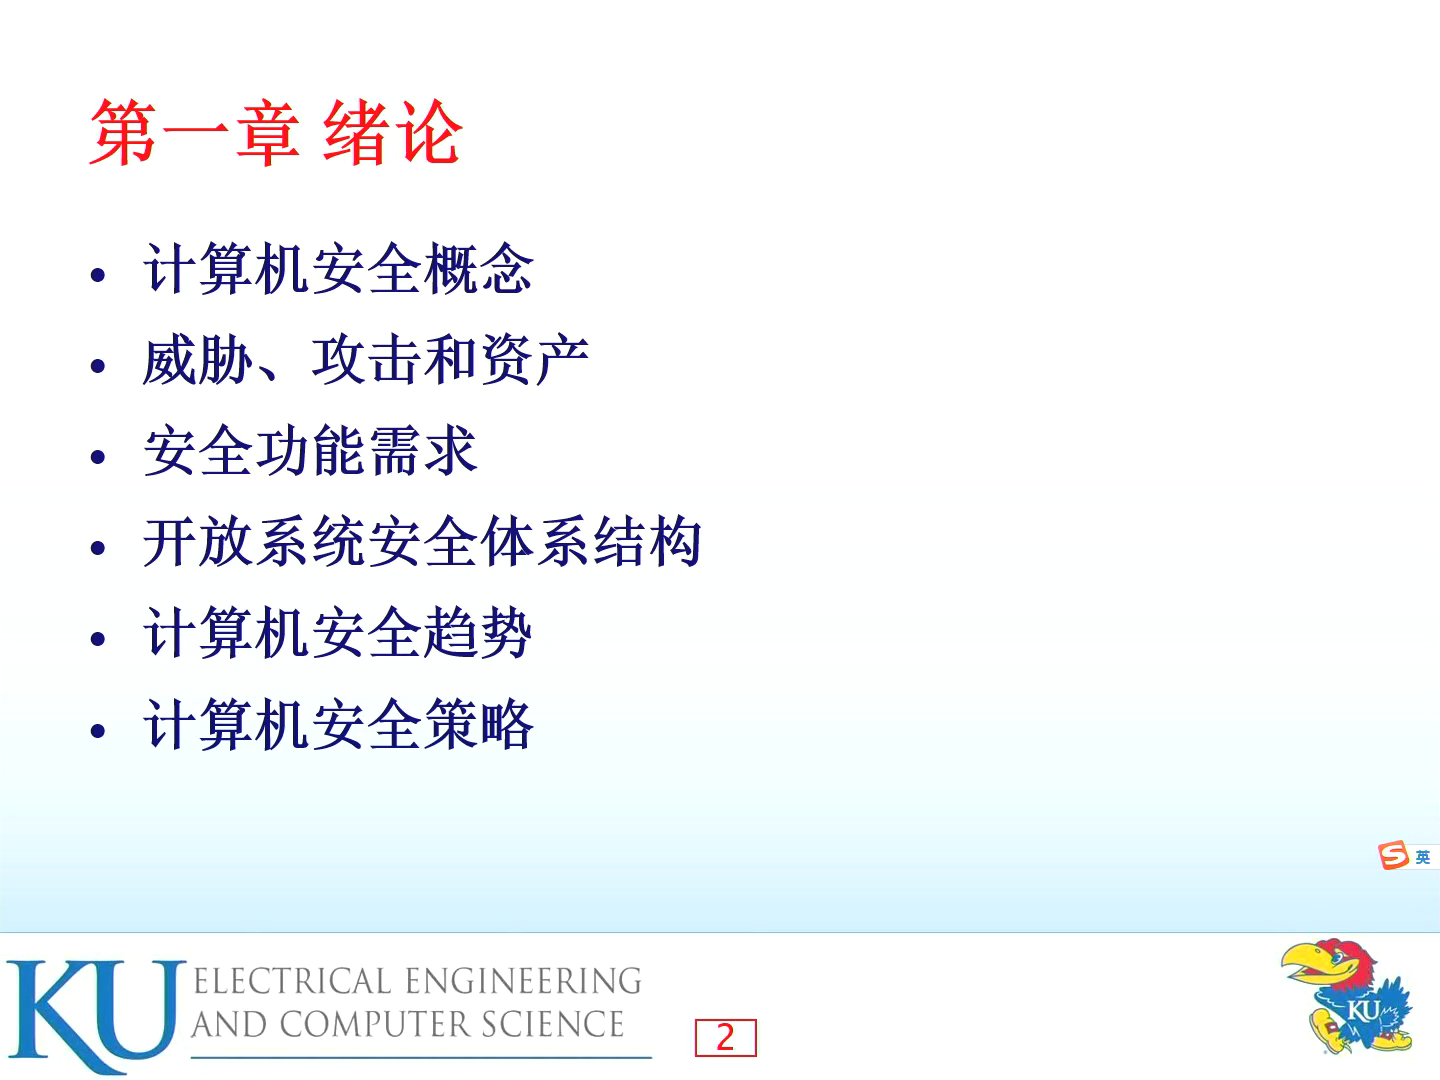 第一章 绪论
• 计算机安全概念
• 威胁、攻击和资产
• 安全功能需求
• 开放系统安全体系结构
• 计算机安全趋势
• 计算机安全策略
S 英
KU ELECTRICAL ENGINEERING
AND COMPUTER SCIENCE
2
KU